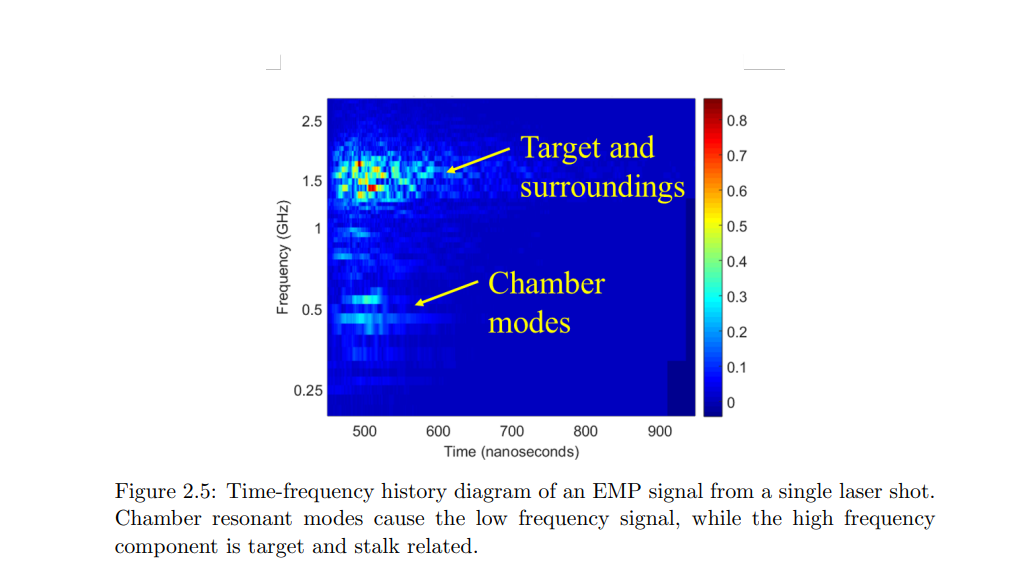 2.5
1.5
1
0.5
0.25
Frequency (GHz)
Target and
surroundings
Chamber
modes
0.8
0.7
0.6
0.5
0.4
0.3
0.2
0.1
0
500 600 700 800 900
Time (nanoseconds)
Figure 2.5: Time-frequency history diagram of an EMP signal from a single laser shot.
Chamber resonant modes cause the low frequency signal, while the high frequency
component is target and stalk related.